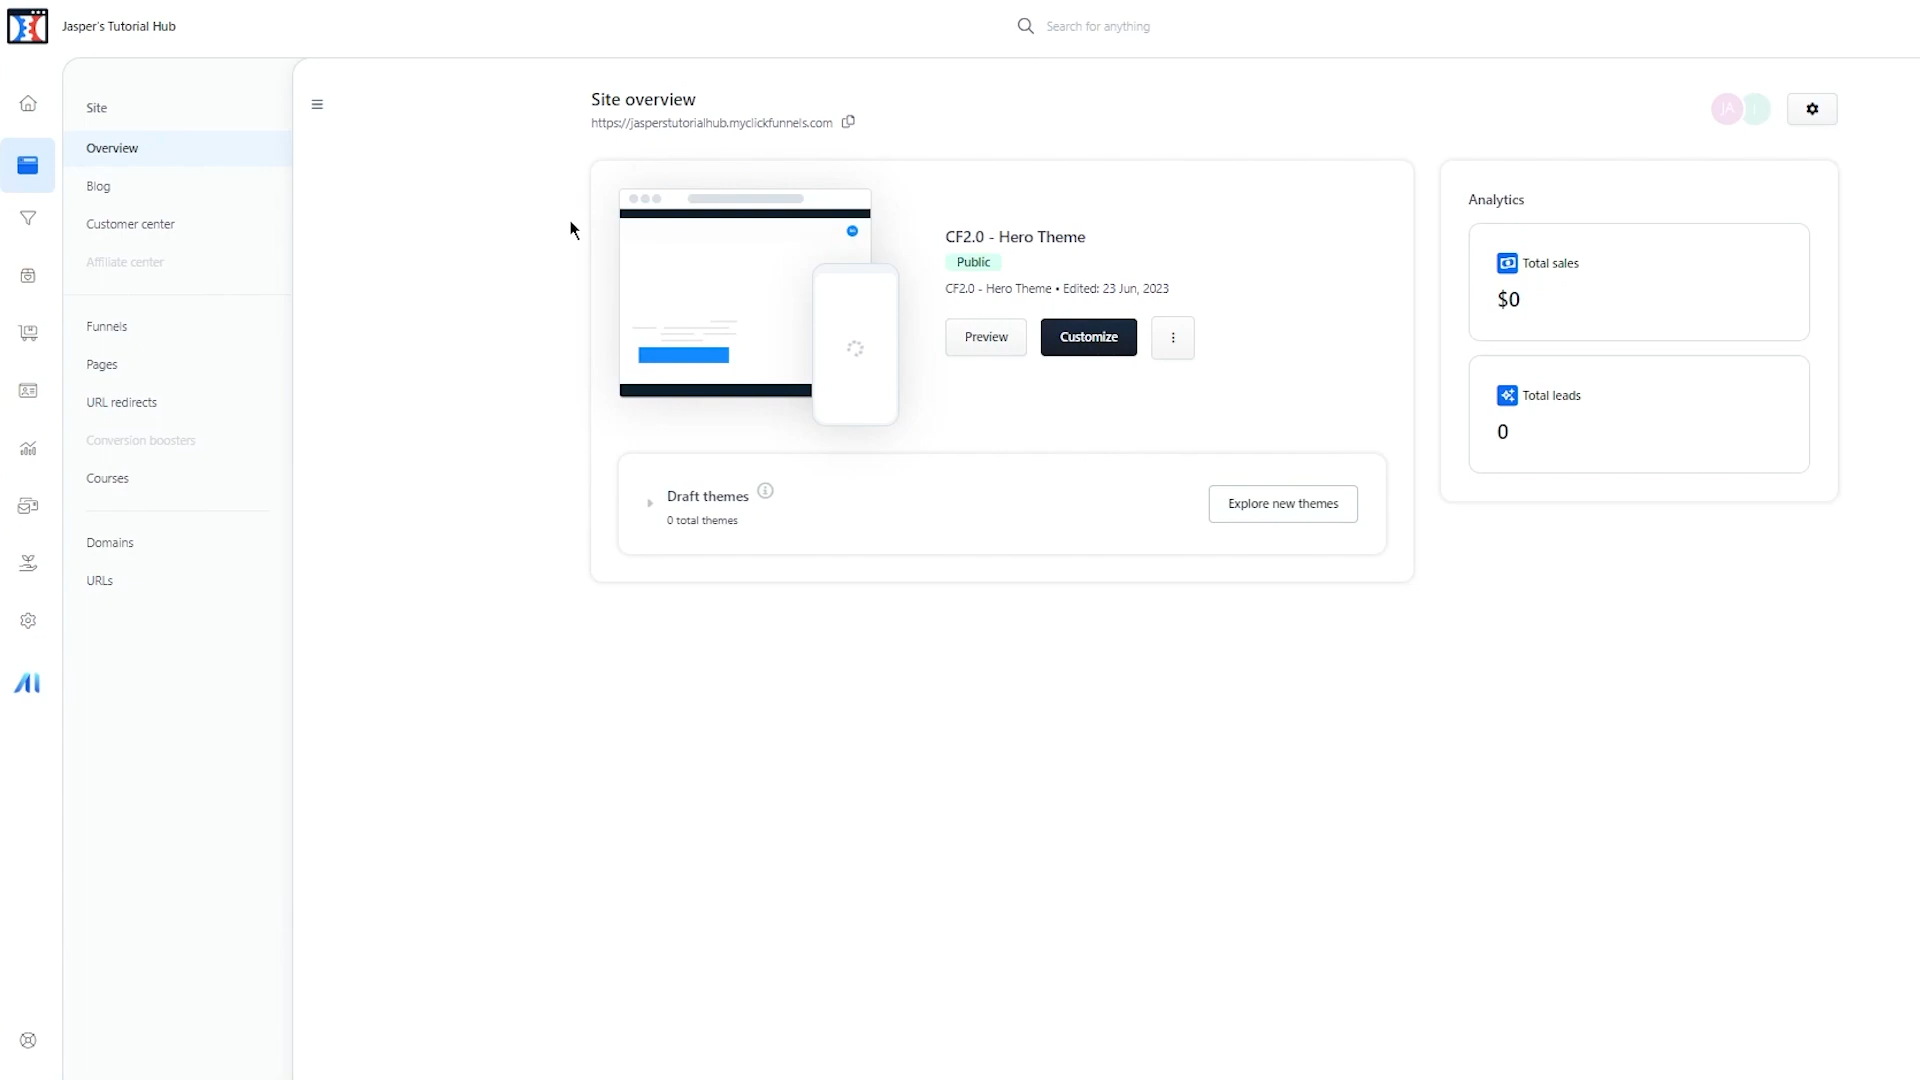 Jasper's Tutorial Hub
Search for anything
Site
Overview
Blog
Customer center
Affiliate center
Funnels
Pages
URL redirects
Conversion boosters
Courses
Domains
URLs
Site overview
https://jasperstutorialhub.myclickfunnels.com
JA
CF2.0 - Hero Theme
Public
CF2.0 - Hero Theme • Edited: 23 Jun, 2023
Preview
Customize
Draft themes
0 total themes
Explore new themes
Analytics
Total sales
$0
Total leads
0
AI